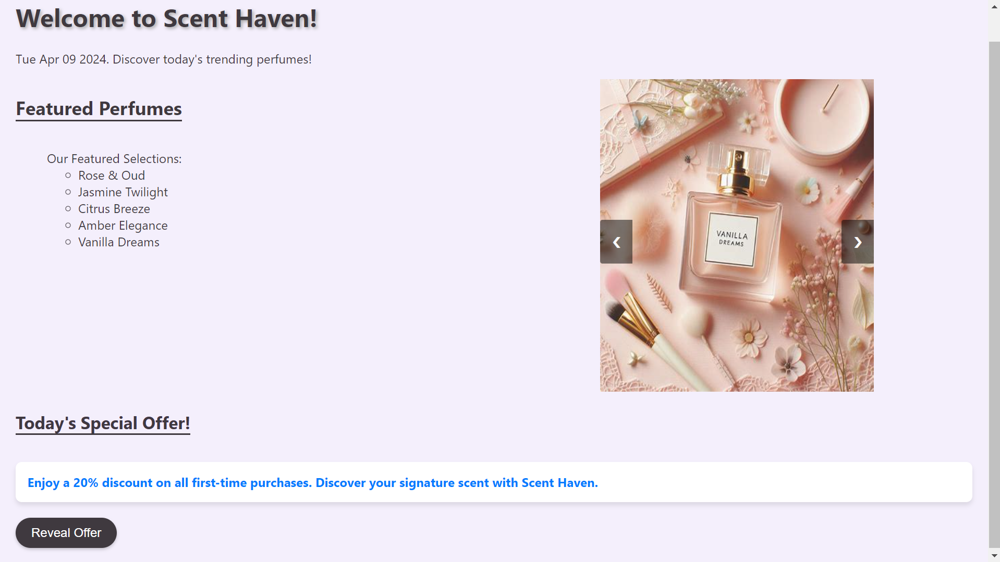 Welcome to Scent Haven!
Tue Apr 09 2024. Discover today's trending perfumes!
Featured Perfumes
Our Featured Selections:
Rose & Oud
Jasmine Twilight
Citrus Breeze
Amber Elegance
Vanilla Dreams
VANILLA
DREAMS
Today's Special Offer!
Enjoy a 20% discount on all first-time purchases. Discover your signature scent with Scent Haven.
Reveal Offer